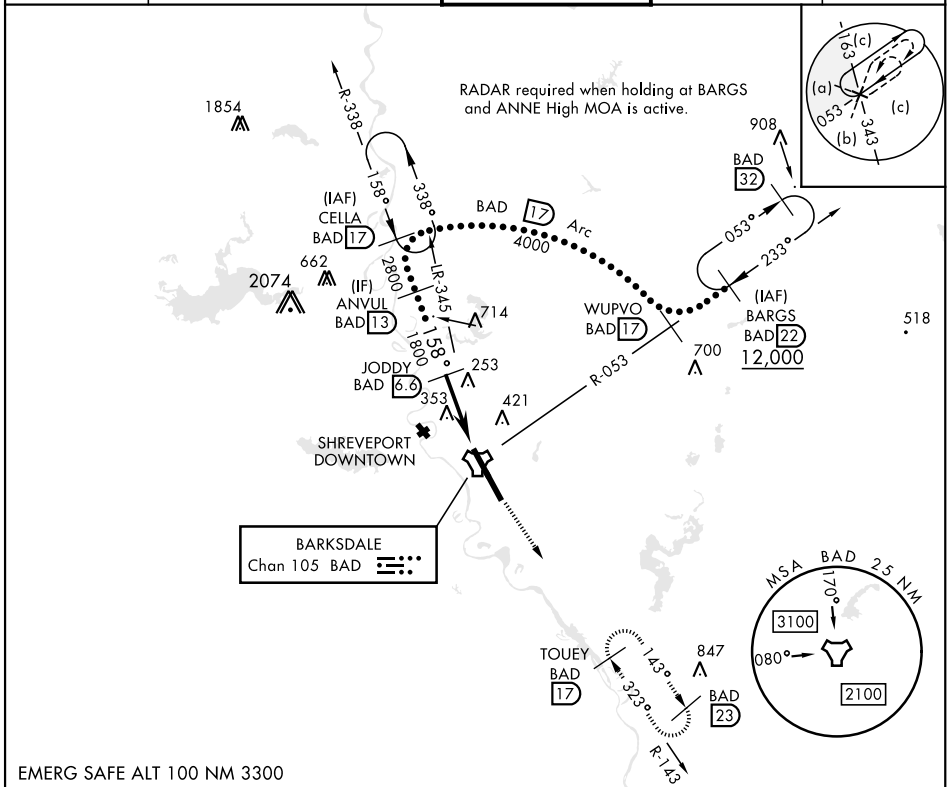 RADAR required when holding at BARGS
and ANNE High MOA is active.
163
(c)
(a)
(c)
053
(b)
343
1854
R-338
908
BAD
32
158°
338°
(IAF)
CELLA
BAD 17
BAD 17 Arc
4000
053°
233°
2800
LR-345
662
2074
(IF)
ANVUL
BAD 13
714
WUPVO
BAD 17
(IAF)
BARGS
BAD 22
12,000
518
700
1800
158°
R-053
JODDY
BAD 6.6
253
353
421
SHREVEPORT
DOWNTOWN
BARKSDALE
Chan 105 BAD
MSA BAD 25 NM
170°
3100
080°
2100
TOUEY
BAD
17
143°
323°
847
BAD
23
R-143
EMERG SAFE ALT 100 NM 3300